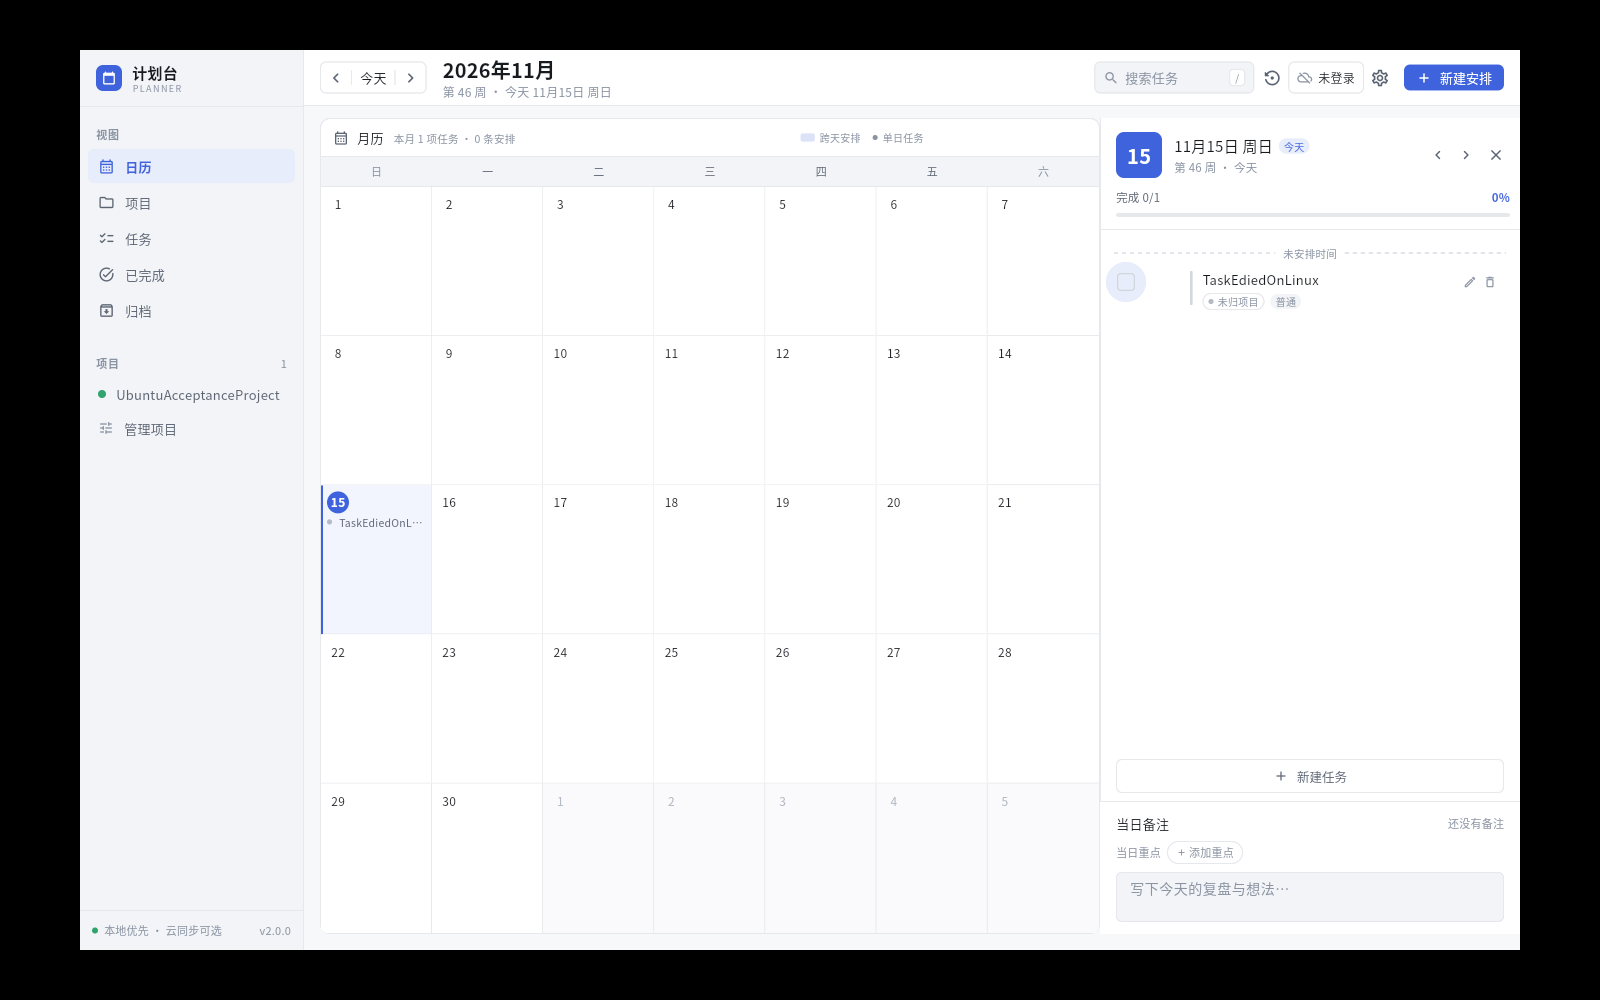 计划台
PLANNER
视图
日历
项目
任务
已完成
归档
项目 1
UbuntuAcceptanceProject
管理项目
本地优先 · 云同步可选 v2.0.0
今天
2026年11月
第 46 周 · 今天 11月15日 周日
搜索任务 /
未登录
新建安排
月历 本月 1 项任务 · 0 条安排 跨天安排 单日任务
日 一 二 三 四 五 六
1 2 3 4 5 6 7
8 9 10 11 12 13 14
15 16 17 18 19 20 21
TaskEdiedOnL…
22 23 24 25 26 27 28
29 30 1 2 3 4 5
15
11月15日 周日 今天
第 46 周 · 今天
完成 0/1 0%
未安排时间
TaskEdiedOnLinux
未归项目 普通
新建任务
当日备注 还没有备注
当日重点 + 添加重点
写下今天的复盘与想法…